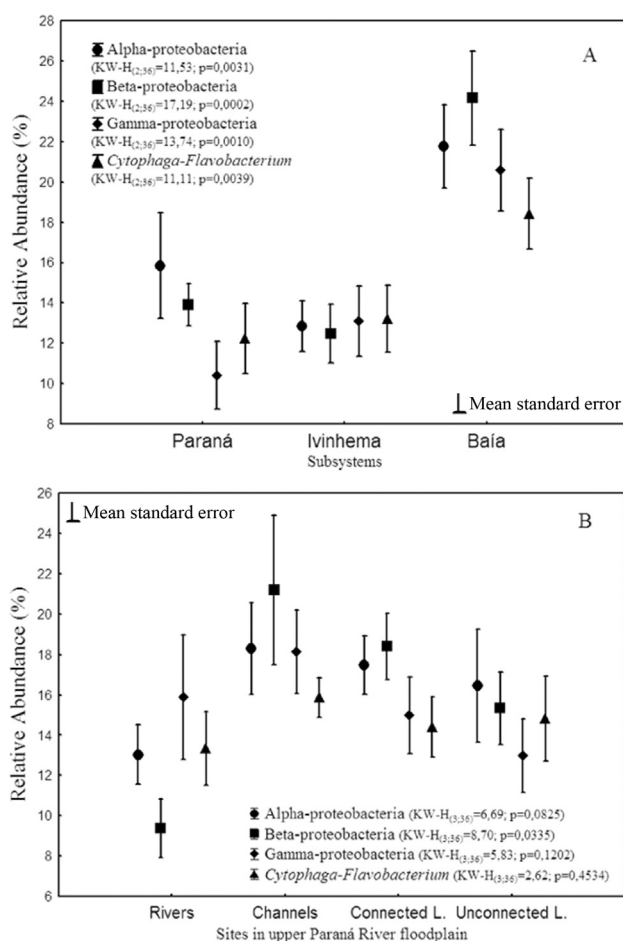 A
Alpha-proteobacteria
(KW-H(2;36)=11,53; p=0,0031)
Beta-proteobacteria
(KW-H(2;36)=17,19; p=0,0002)
Gamma-proteobacteria
(KW-H(2;36)=13,74; p=0,0010)
Cytophaga-Flavobacterium
(KW-H(2;36)=11,11; p=0,0039)
Relative Abundance (%)
28
26
24
22
20
18
16
14
12
10
8
Mean standard error
Paraná Ivinhema Baía
Subsystems
B
Mean standard error
Relative Abundance (%)
26
24
22
20
18
16
14
12
10
8
6
Alpha-proteobacteria (KW-H(3;36)=6,69; p=0,0825)
Beta-proteobacteria (KW-H(3;36)=8,70; p=0,0335)
Gamma-proteobacteria (KW-H(3;36)=5,83; p=0,1202)
Cytophaga-Flavobacterium (KW-H(3;36)=2,62; p=0,4534)
Rivers Channels Connected L. Unconnected L.
Sites in upper Paraná River floodplain